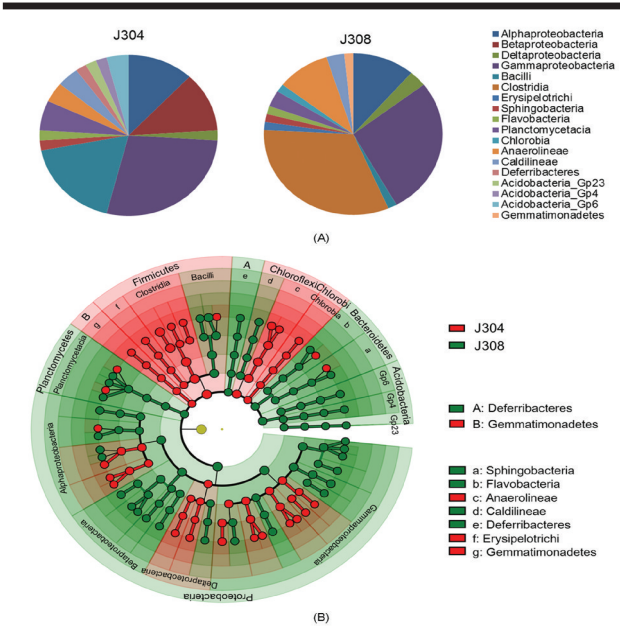 J304
J308
Alphaproteobacteria
Betaproteobacteria
Deltaproteobacteria
Gammaproteobacteria
Bacilli
Clostridia
Erysipelotrichi
Sphingobacteria
Flavobacteria
Planctomycetacia
Chlorobia
Anaerolineae
Caldilineae
Deferribacteres
Acidobacteria_Gp23
Acidobacteria_Gp4
Acidobacteria_Gp6
Gemmatimonadetes
(A)
Planctomycetes
B
Firmicutes
A
Chloroflexi
Chlorobi
Bacteroidetes
Acidobacteria
Planctomycetacia
g
f
Clostridia
Bacilli
e
d
c
Chlorobia
b
a
Gp6
Gp4
Gp23
Alphaproteobacteria
Betaproteobacteria
Deltaproteobacteria
Gammaproteobacteria
Proteobacteria
J304
J308
A: Deferribacteres
B: Gemmatimonadetes
a: Sphingobacteria
b: Flavobacteria
c: Anaerolineae
d: Caldilineae
e: Deferribacteres
f: Erysipelotrichi
g: Gemmatimonadetes
(B)